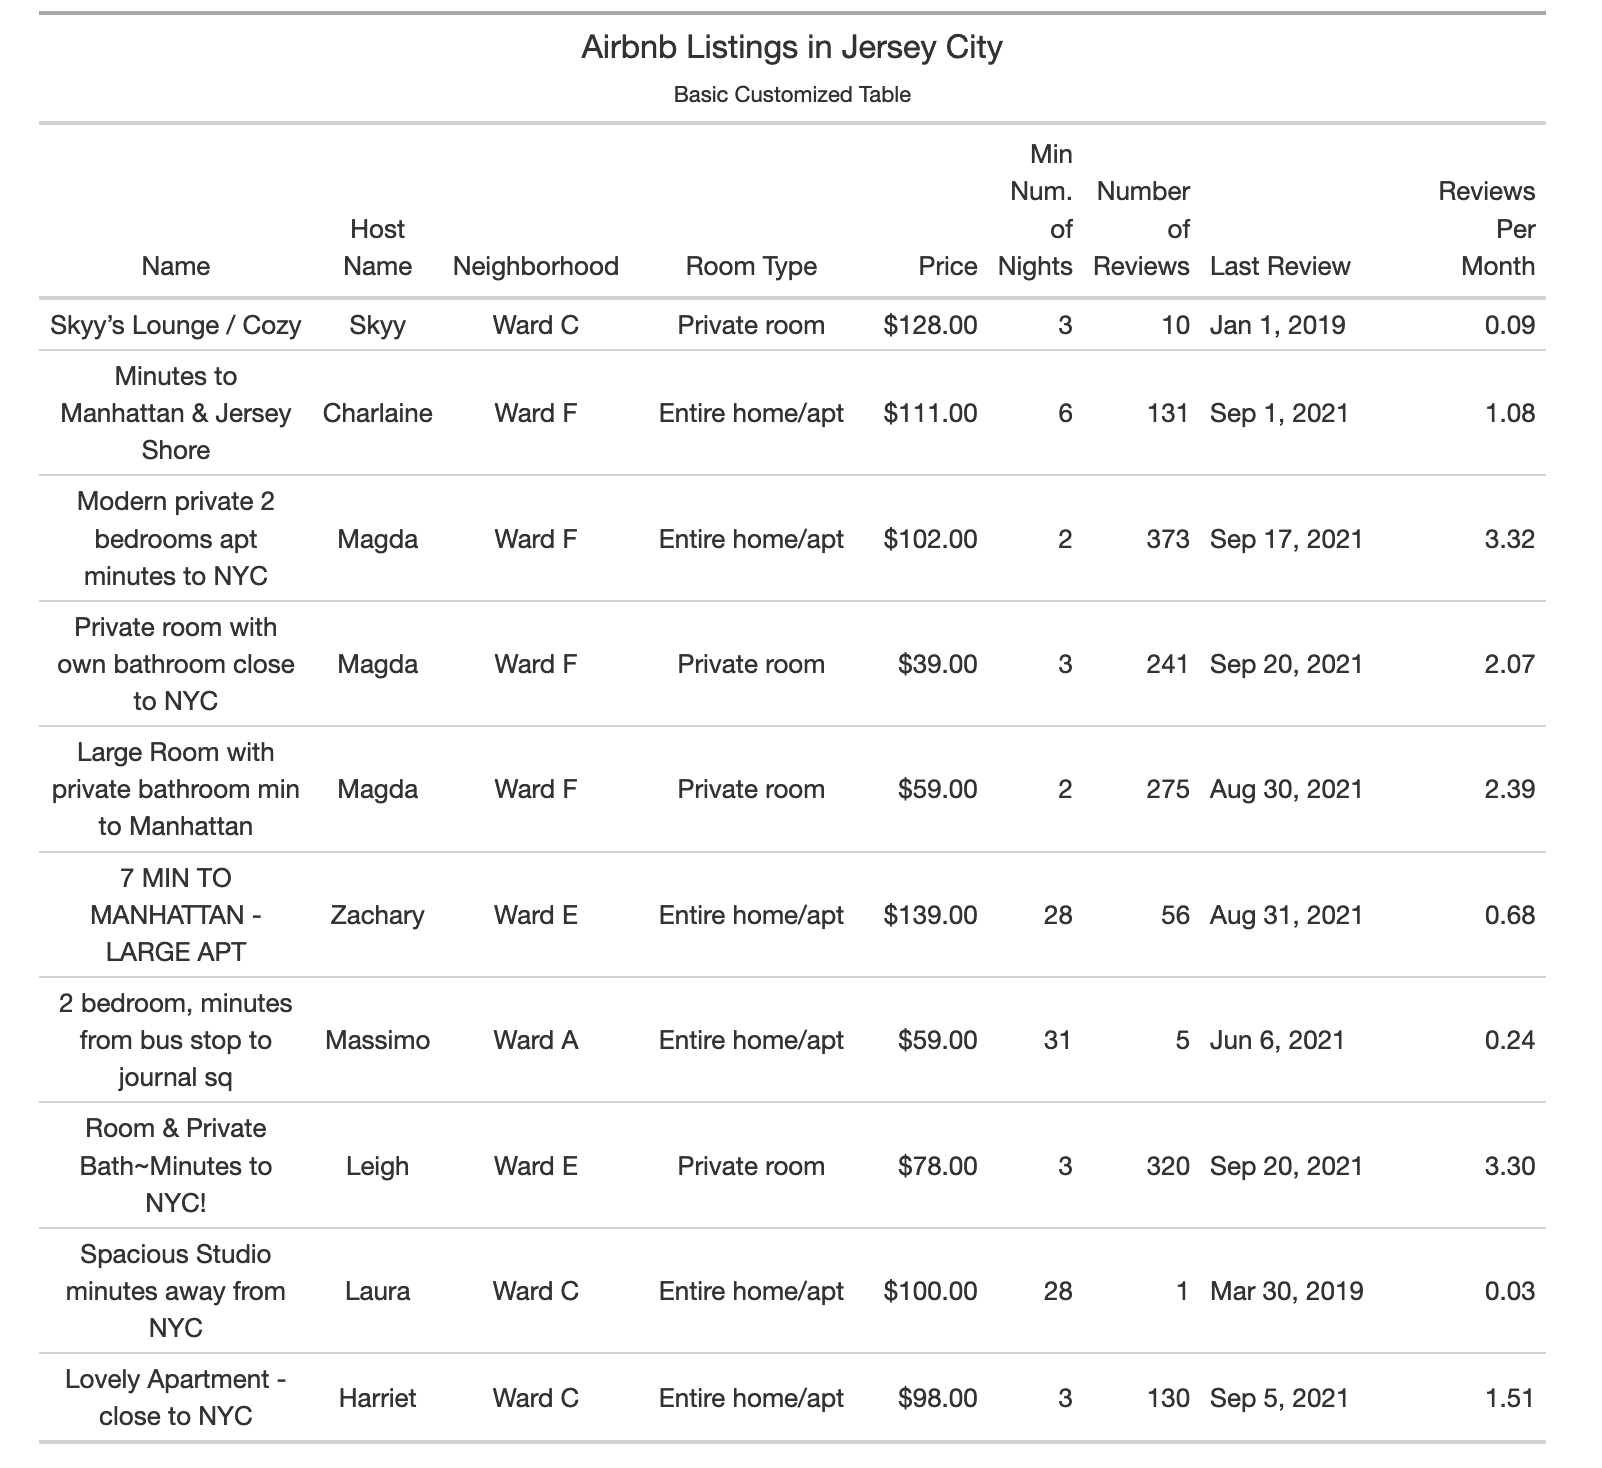 Airbnb Listings in Jersey City
Basic Customized Table
Name
Host
Name
Neighborhood
Room Type
Price
Min
Num.
of
Nights
Number
of
Reviews
Last Review
Reviews
Per
Month
Skyy’s Lounge / Cozy Skyy Ward C Private room $128.00 3 10 Jan 1, 2019 0.09
Minutes to
Manhattan & Jersey Charlaine Ward F Entire home/apt $111.00 6 131 Sep 1, 2021 1.08
Shore
Modern private 2
bedrooms apt Magda Ward F Entire home/apt $102.00 2 373 Sep 17, 2021 3.32
minutes to NYC
Private room with
own bathroom close Magda Ward F Private room $39.00 3 241 Sep 20, 2021 2.07
to NYC
Large Room with
private bathroom min Magda Ward F Private room $59.00 2 275 Aug 30, 2021 2.39
to Manhattan
7 MIN TO
MANHATTAN - Zachary Ward E Entire home/apt $139.00 28 56 Aug 31, 2021 0.68
LARGE APT
2 bedroom, minutes
from bus stop to Massimo Ward A Entire home/apt $59.00 31 5 Jun 6, 2021 0.24
journal sq
Room & Private
Bath~Minutes to Leigh Ward E Private room $78.00 3 320 Sep 20, 2021 3.30
NYC!
Spacious Studio
minutes away from Laura Ward C Entire home/apt $100.00 28 1 Mar 30, 2019 0.03
NYC
Lovely Apartment -
close to NYC Harriet Ward C Entire home/apt $98.00 3 130 Sep 5, 2021 1.51